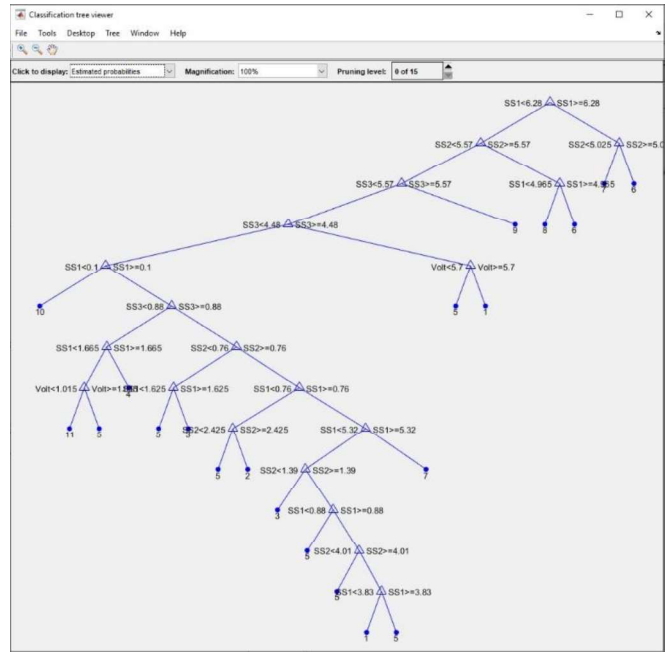 Classification tree viewer
File Tools Desktop Tree Window Help
Click to display: Estimated probabilities Magnification: 100% Pruning level: 0 of 15
SS1<6.28 SS1>=6.28
SS2<5.57 SS2>=5.57 SS2<5.025 SS2>=5.0
SS3<5.57 SS3>=5.57 SS1<4.965 7 6
SS3<4.48 SS3>=4.48 9 8 6
SS1<0.1 SS1>=0.1 Volt<5.7 Volt>=5.7
10 SS3<0.88 SS3>=0.88 5 1
SS1<1.665 SS1>=1.665 SS2<0.76 SS2>=0.76
Volt<1.015 4 SS1>=1.625 SS1<0.76 SS1>=0.76
11 5 5 3 SS2<2.425 SS2>=2.425 SS1<5.32 SS1>=5.32
5 2 SS2<1.39 SS2>=1.39 7
3 SS1<0.88 SS1>=0.88
5 SS2<4.01 SS2>=4.01
SS1<3.83 SS1>=3.83
1 5